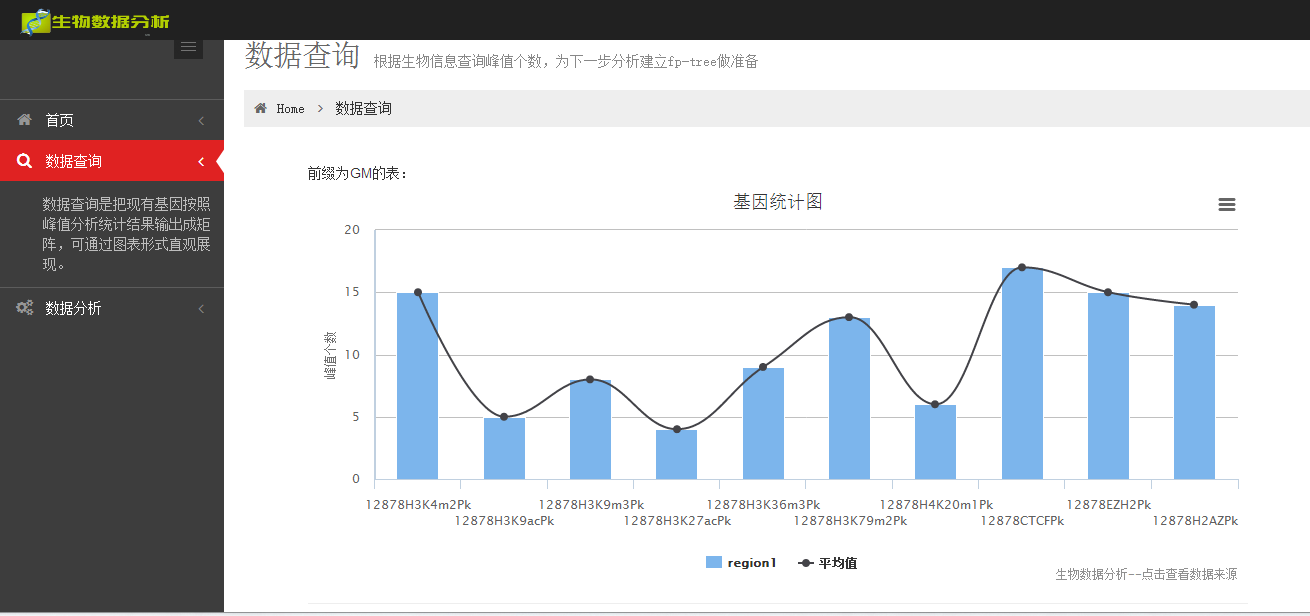 生物数据分析
数据查询 根据生物信息查询峰值个数，为下一步分析建立fp-tree做准备
Home > 数据查询
首页
数据查询
数据查询是把现有基因按照
峰值分析统计结果输出成矩
阵，可通过图表形式直观展
现。
数据分析
前缀为GM的表：
基因统计图
峰值个数
20
15
10
5
0
12878H3K4m2Pk
12878H3K9acPk
12878H3K9m3Pk
12878H3K27acPk
12878H3K36m3Pk
12878H3K79m2Pk
12878H4K20m1Pk
12878CTCFPk
12878EZH2Pk
12878H2AZPk
region1 平均值
生物数据分析--点击查看数据来源